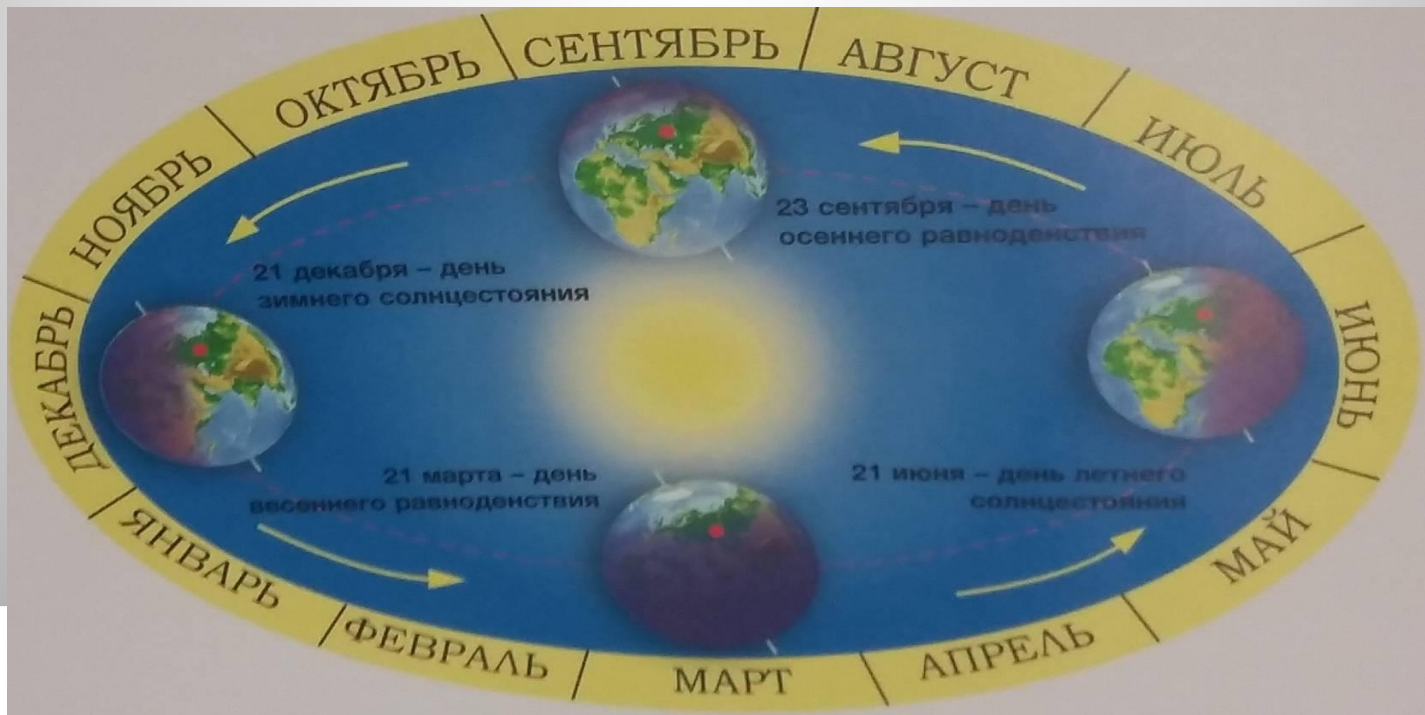 ОКТЯБРЬ
СЕНТЯБРЬ
АВГУСТ
ИЮЛЬ
НОЯБРЬ
ИЮНЬ
ДЕКАБРЬ
23 сентября – день
осеннего равноденствия
21 декабря – день
зимнего солнцестояния
21 марта – день
весеннего равноденствия
21 июня – день летнего
солнцестояния
ЯНВАРЬ
ФЕВРАЛЬ
МАРТ
АПРЕЛЬ
МАЙ